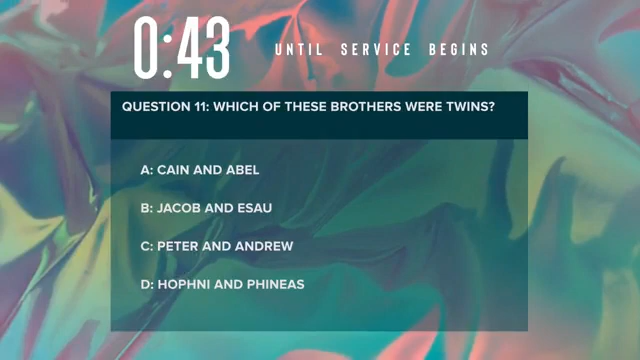 0:43 UNTIL SERVICE BEGINS
QUESTION 11: WHICH OF THESE BROTHERS WERE TWINS?
A: CAIN AND ABEL
B: JACOB AND ESAU
C: PETER AND ANDREW
D: HOPHNI AND PHINEAS